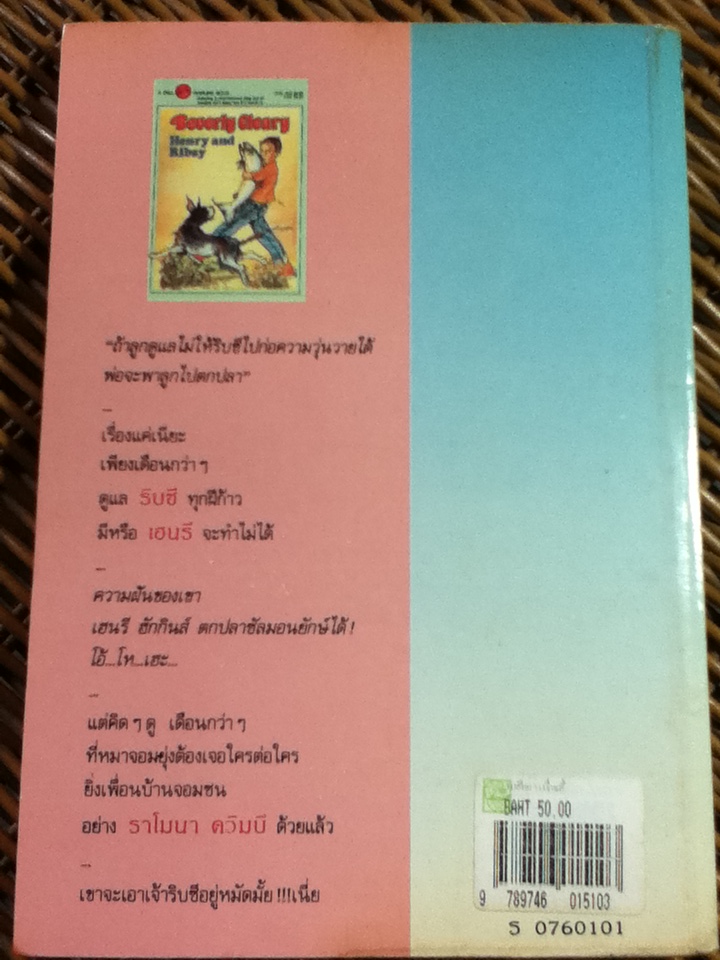 Beverly Cleary
Henry and
Ribsy
"ถ้าลูกดูแลไม่ให้ริบซีไปก่อความวุ่นวายได้
พ่อจะพาลูกไปตกปลา"
...
เรื่องแค่เนียะ
เพียงเดือนกว่า ๆ
ดูแล ริบซี ทุกฝีก้าว
มีหรือ เฮนรี จะทำไม่ได้
...
ความฝันของเขา
เฮนรี ฮักกินส์ ตกปลาซัลมอนยักษ์ได้ !
โอ้...โห...เฮะ...
...
แต่คิด ๆ ดู เดือนกว่า ๆ
ที่หมาจอมยุ่งต้องเจอใครต่อใคร
ยิ่งเพื่อนบ้านจอมซน
อย่าง ราโมนา ควิมบี ด้วยแล้ว
...
เขาจะเอาเจ้าริบซีอยู่หมัดมั้ย !!!เนี่ย
BAHT 50.00
9 789746 015103
S 0760101